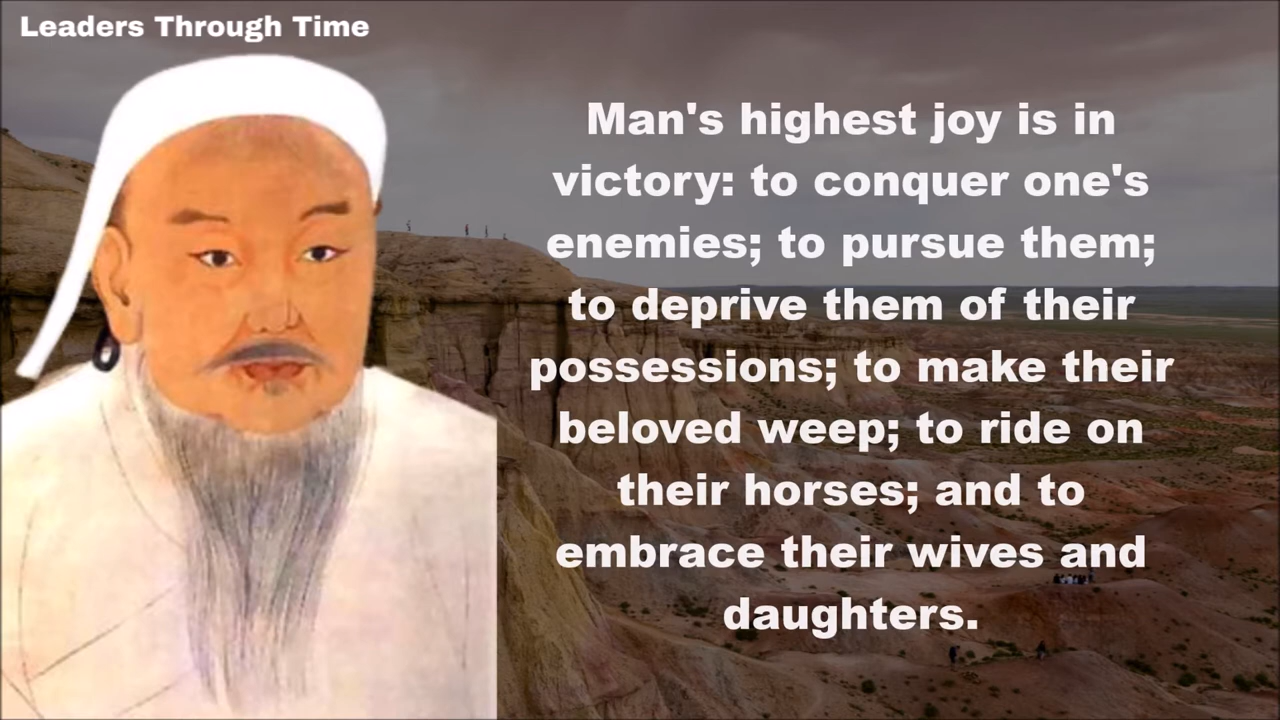 Leaders Through Time
Man's highest joy is in
victory: to conquer one's
enemies; to pursue them;
to deprive them of their
possessions; to make their
beloved weep; to ride on
their horses; and to
embrace their wives and
daughters.